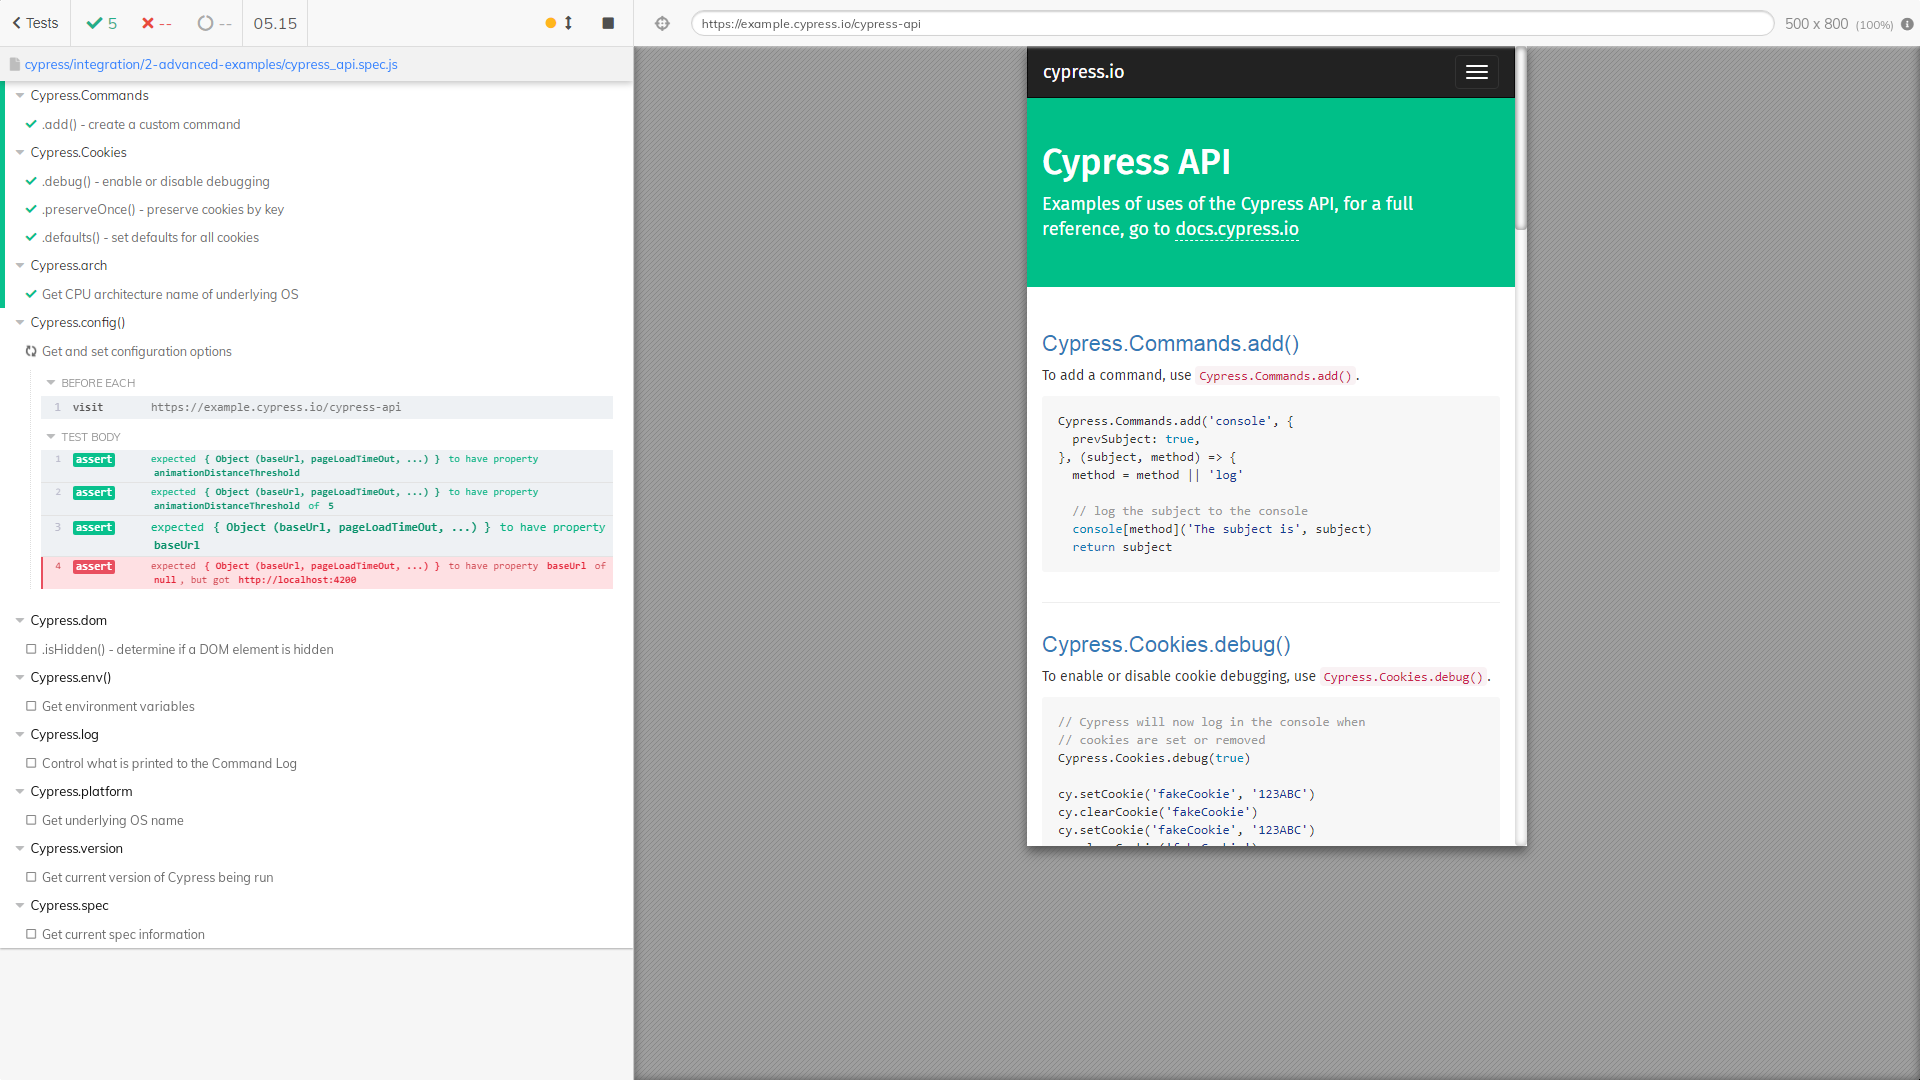 Tests
5
--
--
05.15
https://example.cypress.io/cypress-api
500 x 800 (100%)
cypress/integration/2-advanced-examples/cypress_api.spec.js
Cypress.Commands
.add() - create a custom command
Cypress.Cookies
.debug() - enable or disable debugging
.preserveOnce() - preserve cookies by key
.defaults() - set defaults for all cookies
Cypress.arch
Get CPU architecture name of underlying OS
Cypress.config()
Get and set configuration options
BEFORE EACH
1 visit https://example.cypress.io/cypress-api
TEST BODY
1 assert expected { Object (baseUrl, pageLoadTimeOut, ...) } to have property
animationDistanceThreshold
2 assert expected { Object (baseUrl, pageLoadTimeOut, ...) } to have property
animationDistanceThreshold of 5
3 assert expected { Object (baseUrl, pageLoadTimeOut, ...) } to have property
baseUrl
4 assert expected { Object (baseUrl, pageLoadTimeOut, ...) } to have property baseUrl of
null , but got http://localhost:4200
Cypress.dom
.isHidden() - determine if a DOM element is hidden
Cypress.env()
Get environment variables
Cypress.log
Control what is printed to the Command Log
Cypress.platform
Get underlying OS name
Cypress.version
Get current version of Cypress being run
Cypress.spec
Get current spec information
cypress.io
Cypress API
Examples of uses of the Cypress API, for a full
reference, go to docs.cypress.io
Cypress.Commands.add()
To add a command, use Cypress.Commands.add() .
Cypress.Commands.add('console', {
prevSubject: true,
}, (subject, method) => {
method = method || 'log'
// log the subject to the console
console[method]('The subject is', subject)
return subject
Cypress.Cookies.debug()
To enable or disable cookie debugging, use Cypress.Cookies.debug() .
// Cypress will now log in the console when
// cookies are set or removed
Cypress.Cookies.debug(true)
cy.setCookie('fakeCookie', '123ABC')
cy.clearCookie('fakeCookie')
cy.setCookie('fakeCookie', '123ABC')